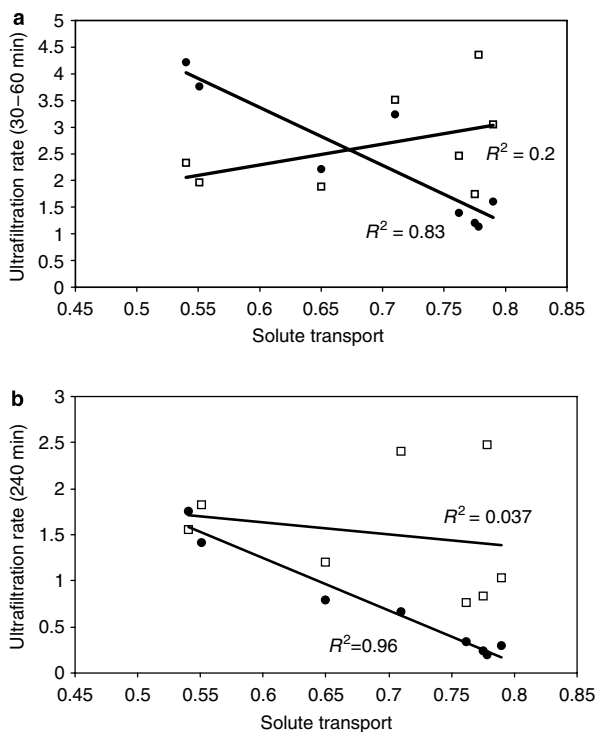 a
Ultrafiltration rate (30–60 min)
5
4.5
4
3.5
3
2.5
2
1.5
1
0.5
0
R² = 0.2
R² = 0.83
0.45 0.5 0.55 0.6 0.65 0.7 0.75 0.8 0.85
Solute transport
b
Ultrafiltration rate (240 min)
3
2.5
2
1.5
1
0.5
0
R² = 0.037
R²=0.96
0.45 0.5 0.55 0.6 0.65 0.7 0.75 0.8 0.85
Solute transport